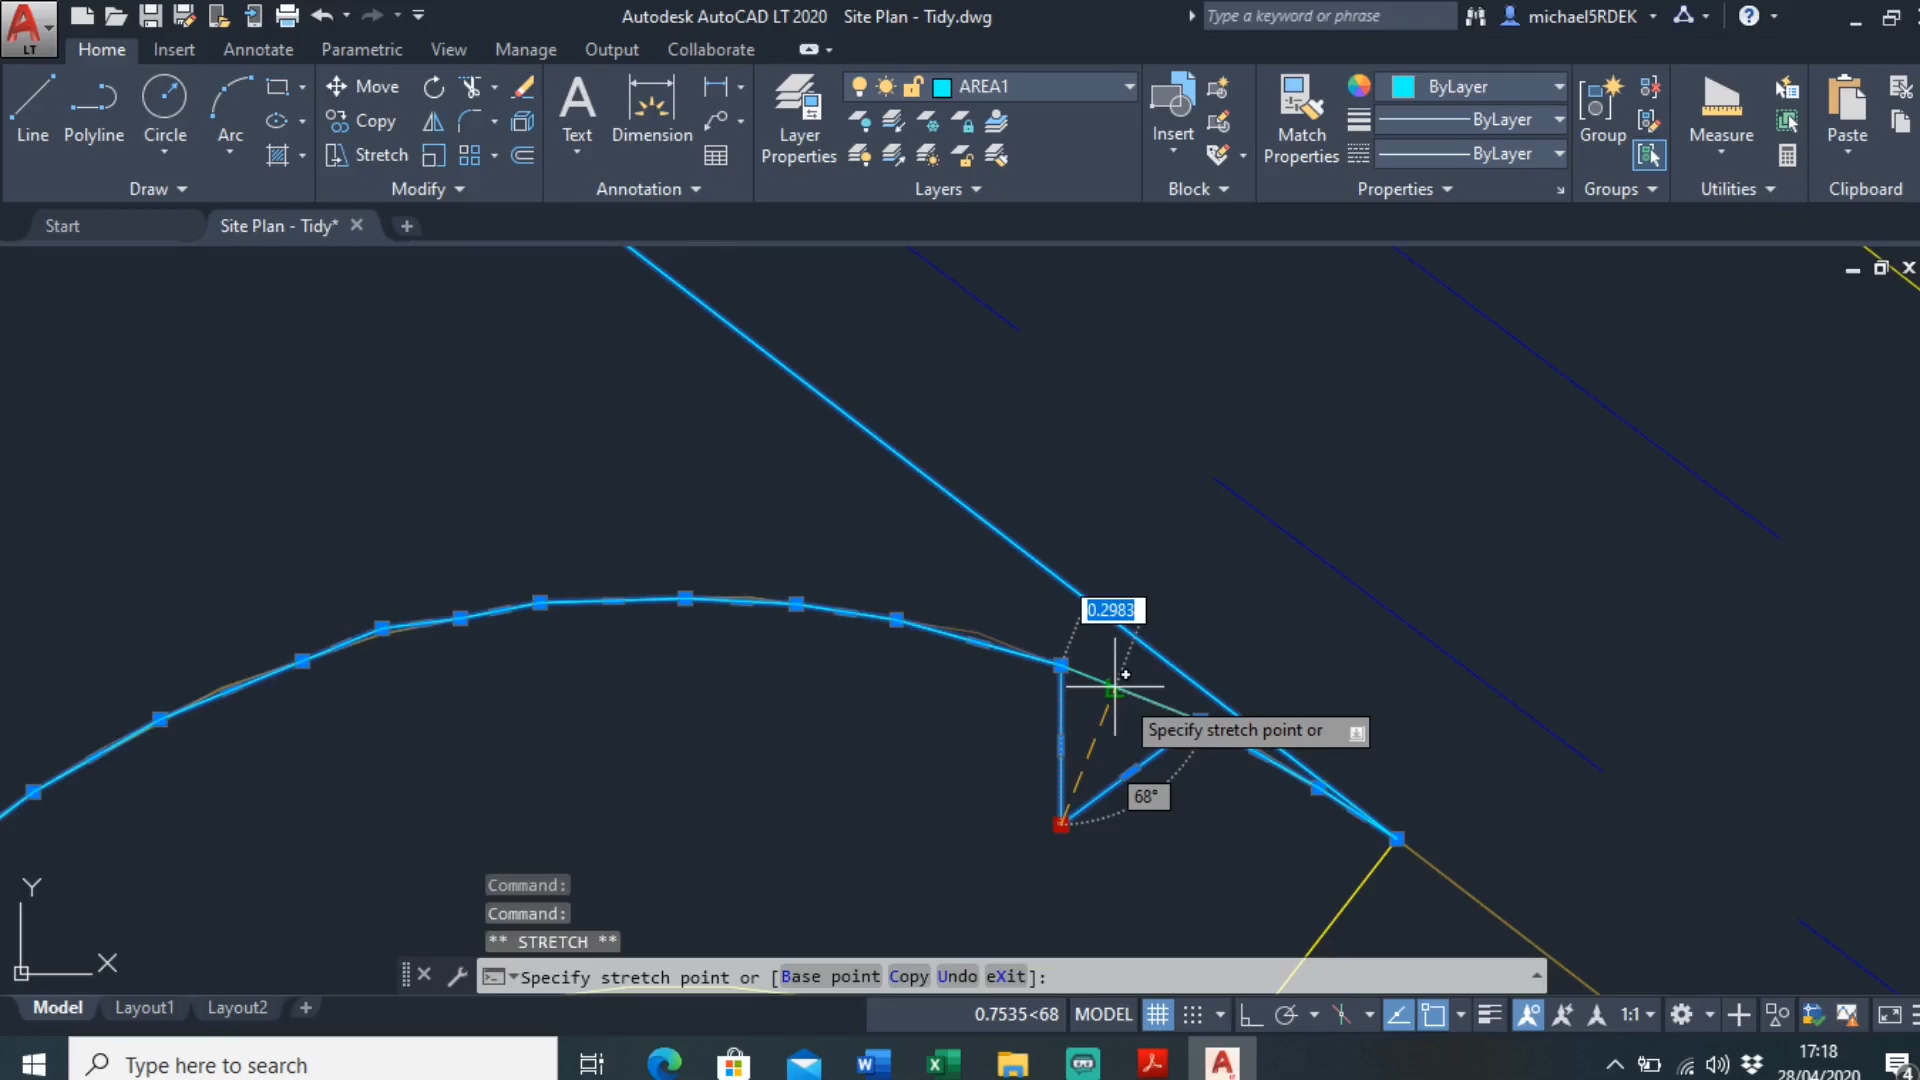 Autodesk AutoCAD LT 2020 Site Plan - Tidy.dwg
Type a keyword or phrase
michael5RDEK
LT
Home Insert Annotate Parametric View Manage Output Collaborate
Line
Polyline
Circle
Arc
Draw
Move
Copy
Stretch
Modify
Text
Dimension
Annotation
Layer Properties
AREA1
Layers
Insert
Block
Match Properties
ByLayer
ByLayer
ByLayer
Properties
Group
Groups
Measure
Utilities
Paste
Clipboard
Start
Site Plan - Tidy*
0.2983
Specify stretch point or
68°
Y
X
Command:
Command:
** STRETCH **
Specify stretch point or [Base point Copy Undo eXit]:
Model Layout1 Layout2
0.7535<68 MODEL 1:1
Type here to search
17:18
28/04/2020
4